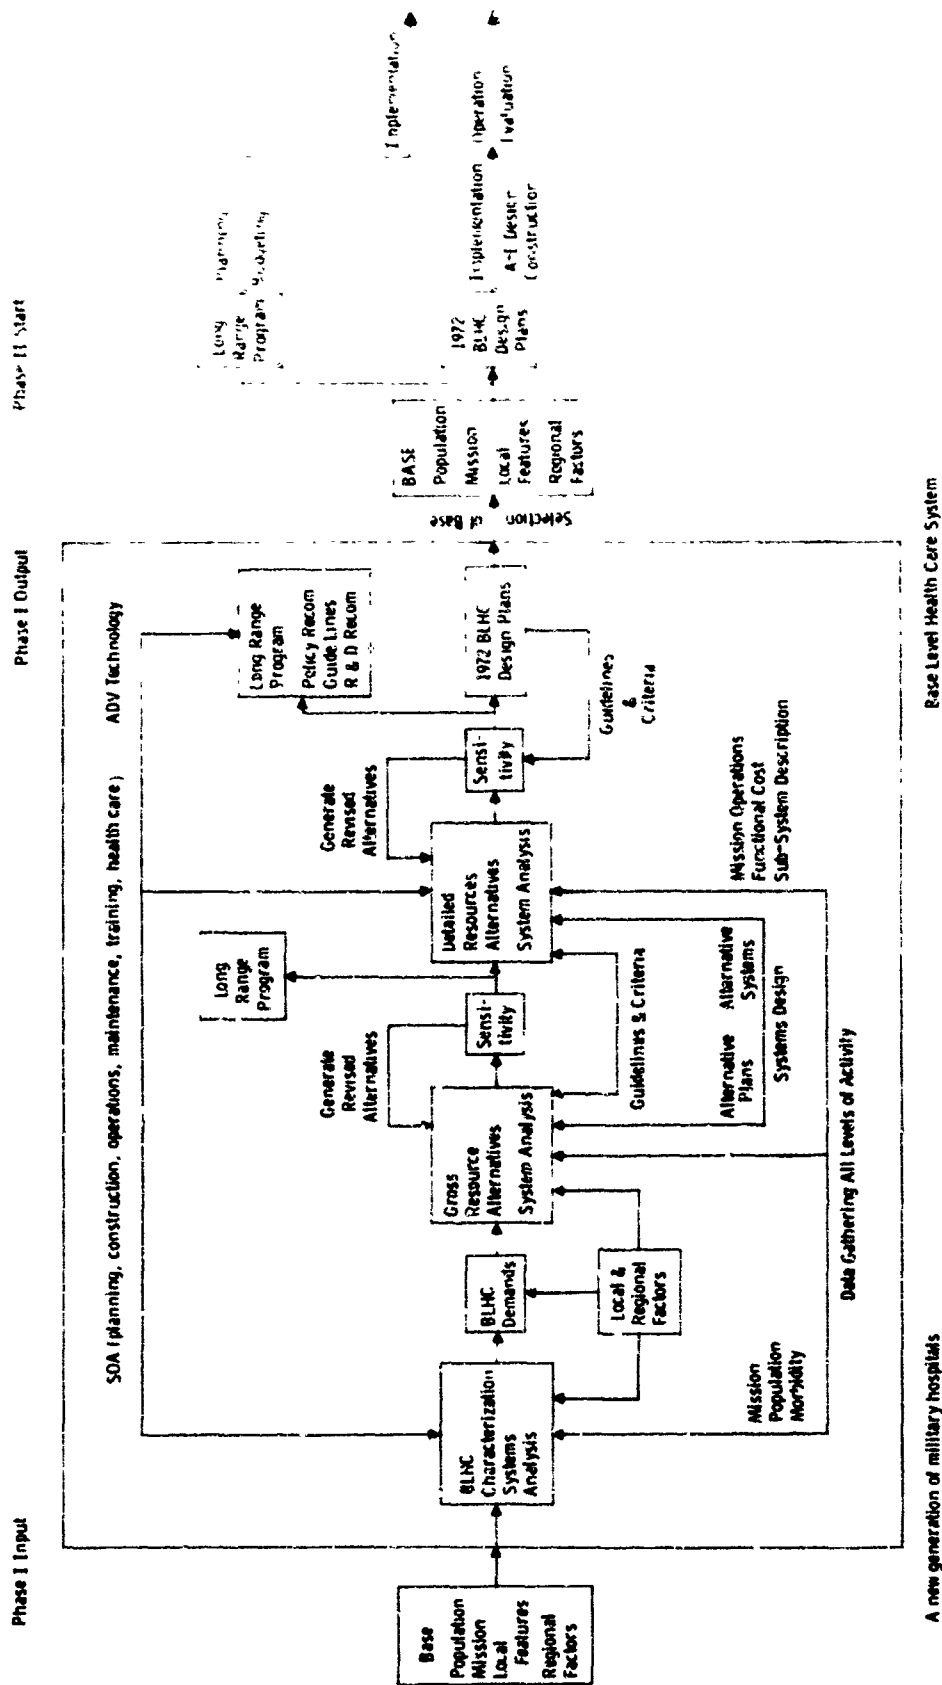 Phase I Input
Phase I Output
Phase II Start
SOA (planning, construction, operations, maintenance, training, health care)
ADV Technology
Base
Population
Mission
Local
Features
Regional
Factors
BLHC
Characterization
Systems
Analysis
BLHC
Demands
Local &
Regional
Factors
Gross
Resource
Alternatives
System Analysis
Generate
Revised
Alternatives
Sensi-
tivity
Long
Range
Program
Detailed
Resources
Alternatives
System Analysis
Generate
Revised
Alternatives
Sensi-
tivity
Long Range
Program
Policy Recom
Guide Lines
R & D Recom
1972 BLHC
Design Plans
Guidelines
&
Criteria
Selection
of Base
BASE
Population
Mission
Local
Features
Regional
Factors
1972
BLHC
Design
Plans
Long
Range
Program
Planning
Implementation
A-E Design
Construction
Operation
Evaluation
Implementation
Guidelines & Criteria
Alternative
Plans
Alternative
Systems
Systems Design
Mission
Population
Morbidity
Mission Operations
Functional Cost
Sub-System Description
Data Gathering All Levels of Activity
A new generation of military hospitals
Base Level Health Care System